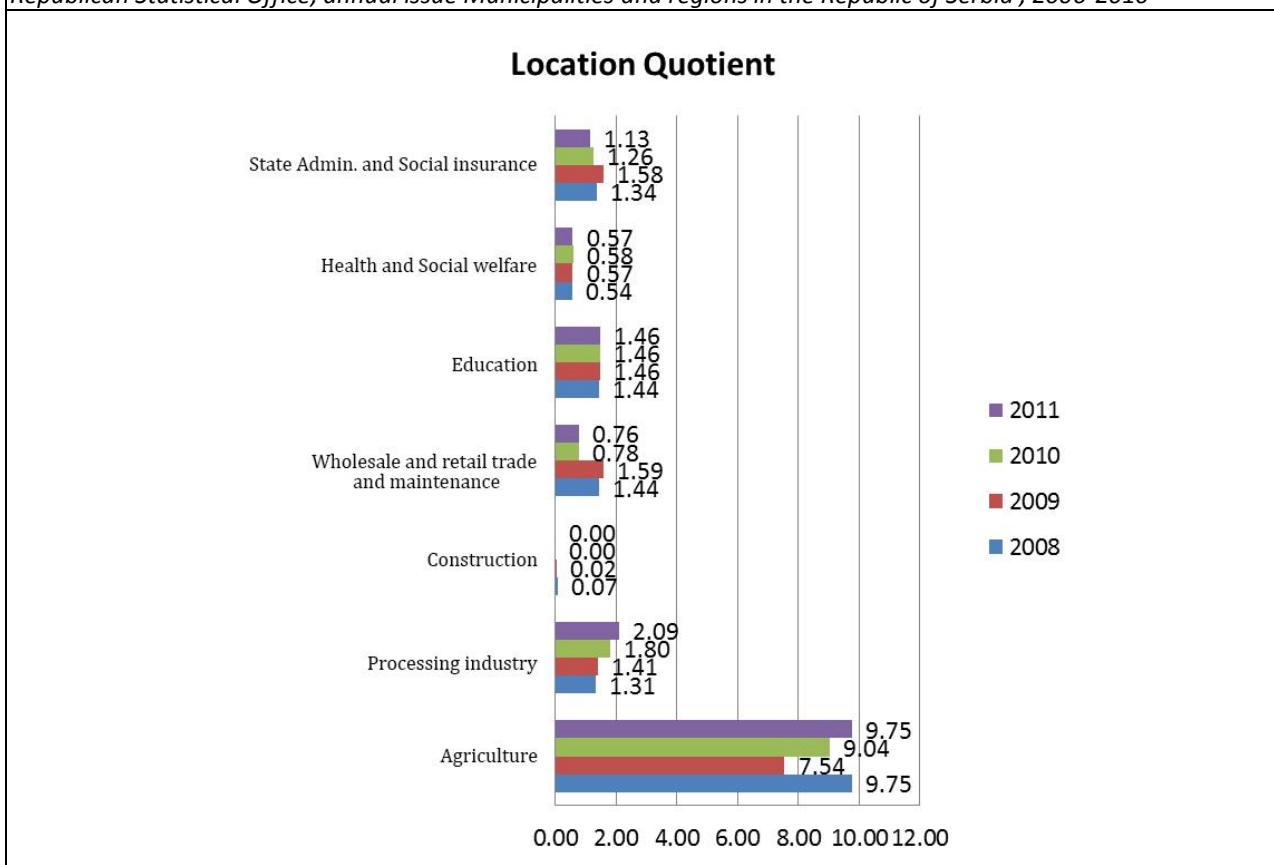 Republican Statistical Office, annual issue Municipalities and regions in the Republic of Serbia , 2006-2010
Location Quotient
State Admin. and Social insurance
1.13
1.26
1.58
1.34
Health and Social welfare
0.57
0.58
0.57
0.54
Education
1.46
1.46
1.46
1.44
Wholesale and retail trade
and maintenance
0.76
0.78
1.59
1.44
Construction
0.00
0.00
0.02
0.07
Processing industry
2.09
1.80
1.41
1.31
Agriculture
9.75
9.04
7.54
9.75
0.00 2.00 4.00 6.00 8.00 10.00 12.00
2011
2010
2009
2008